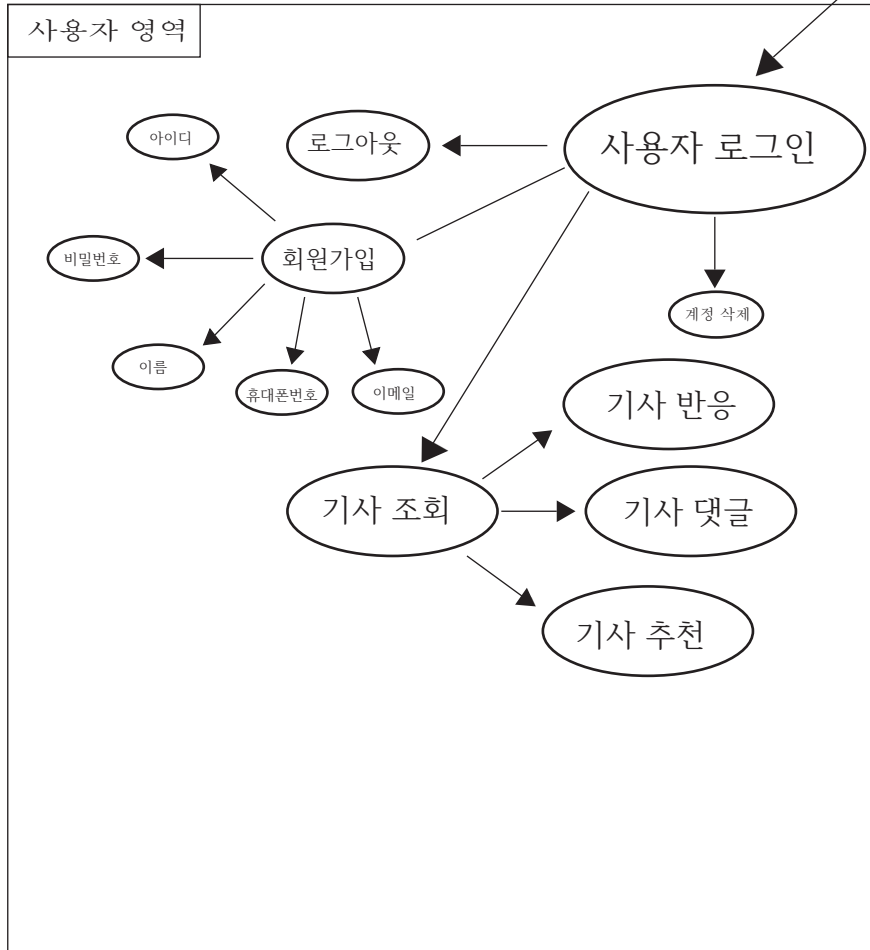 사용자 영역
아이디
로그아웃
사용자 로그인
비밀번호
회원가입
계정 삭제
이름
휴대폰번호
이메일
기사 반응
기사 조회
기사 댓글
기사 추천